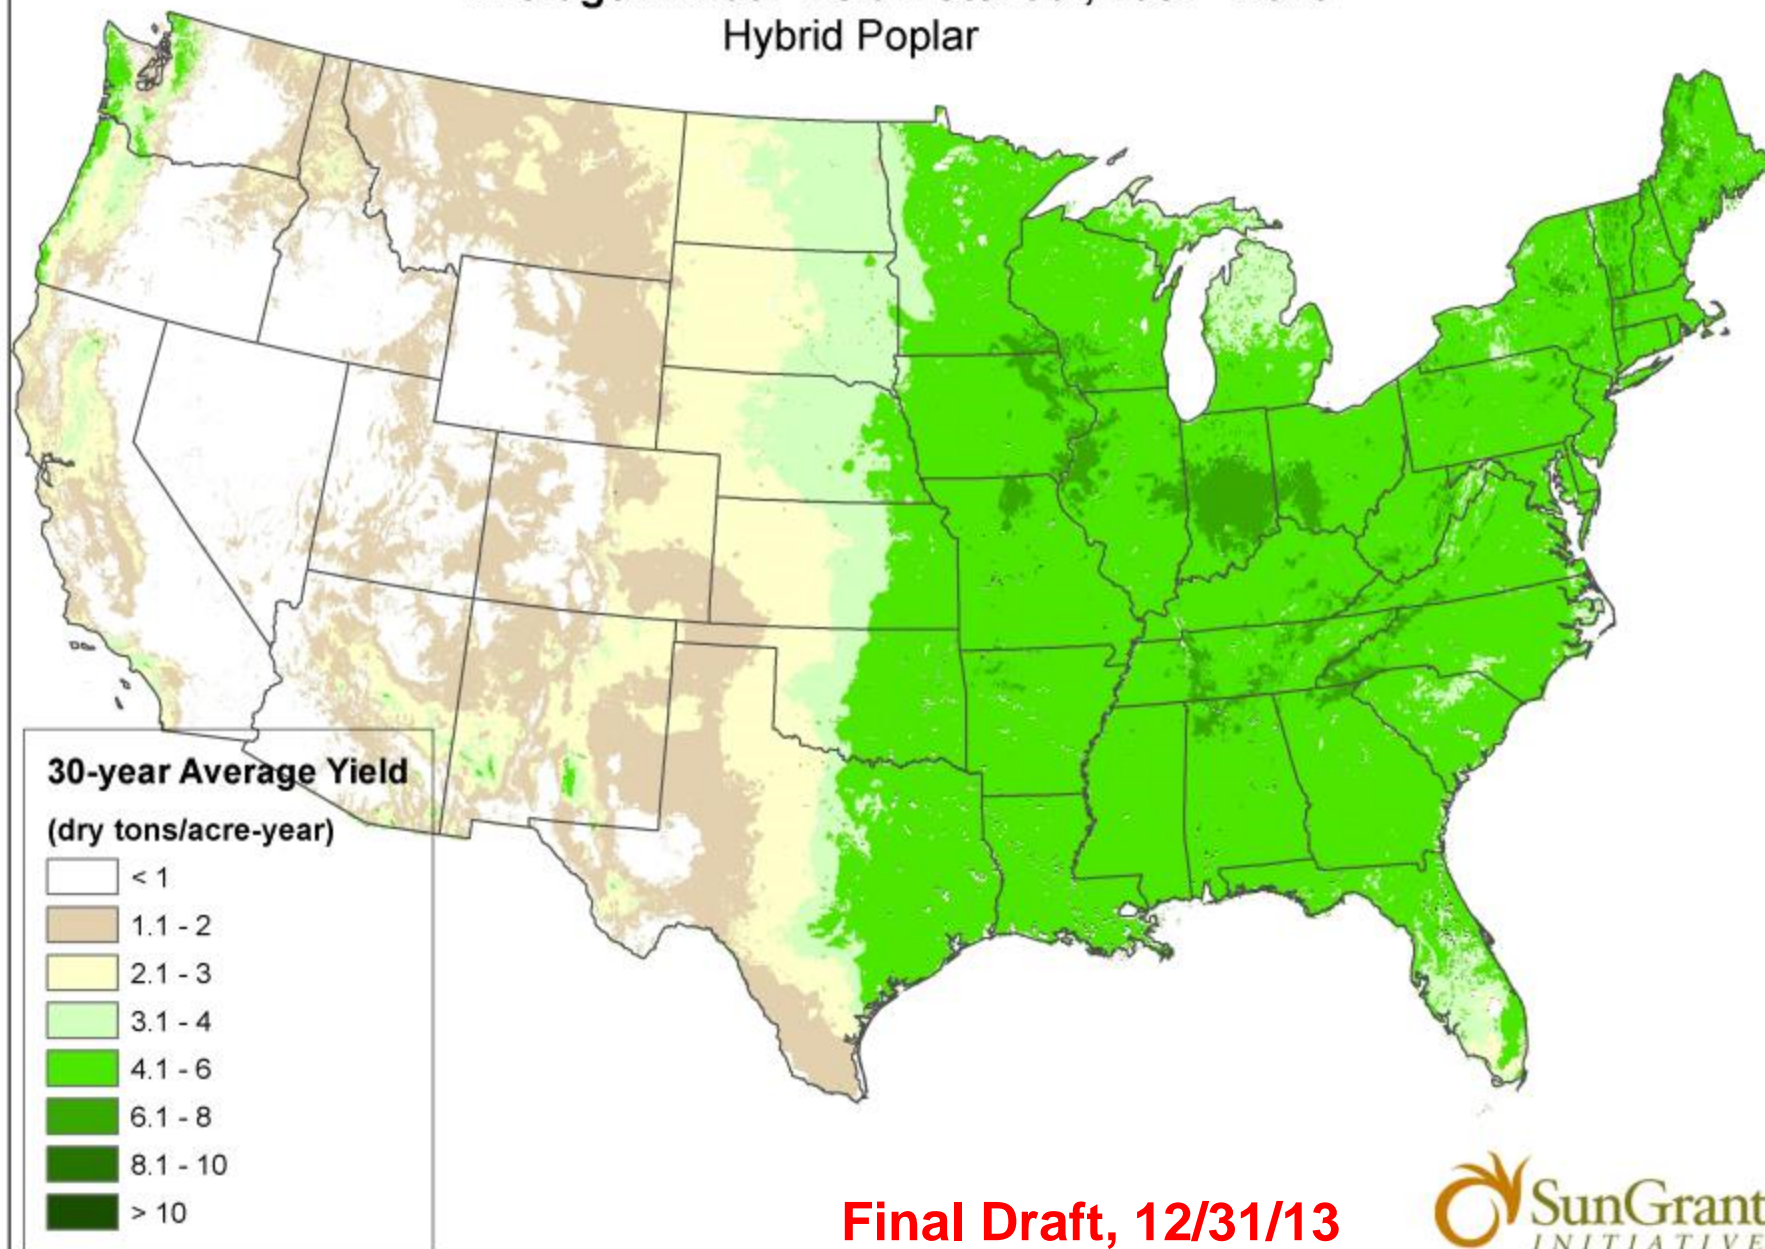 Hybrid Poplar
30-year Average Yield
(dry tons/acre-year)
< 1
1.1 - 2
2.1 - 3
3.1 - 4
4.1 - 6
6.1 - 8
8.1 - 10
> 10
Final Draft, 12/31/13
SunGrant
INITIATIVE